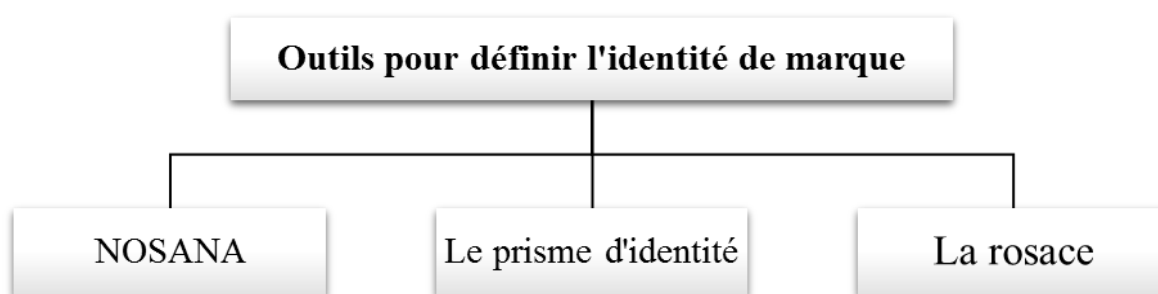 Outils pour définir l'identité de marque
NOSANA
Le prisme d'identité
La rosace